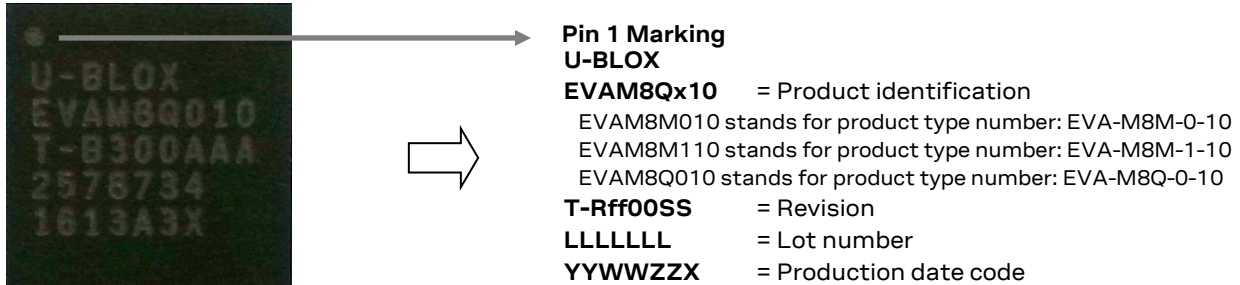 U-BLOX
EVAM8Q010
T-B300AAA
2578734
1613A3X
Pin 1 Marking
U-BLOX
EVAM8Qx10 = Product identification
EVAM8M010 stands for product type number: EVA-M8M-0-10
EVAM8M110 stands for product type number: EVA-M8M-1-10
EVAM8Q010 stands for product type number: EVA-M8Q-0-10
T-Rff00SS = Revision
LLLLLLL = Lot number
YYWWZZX = Production date code